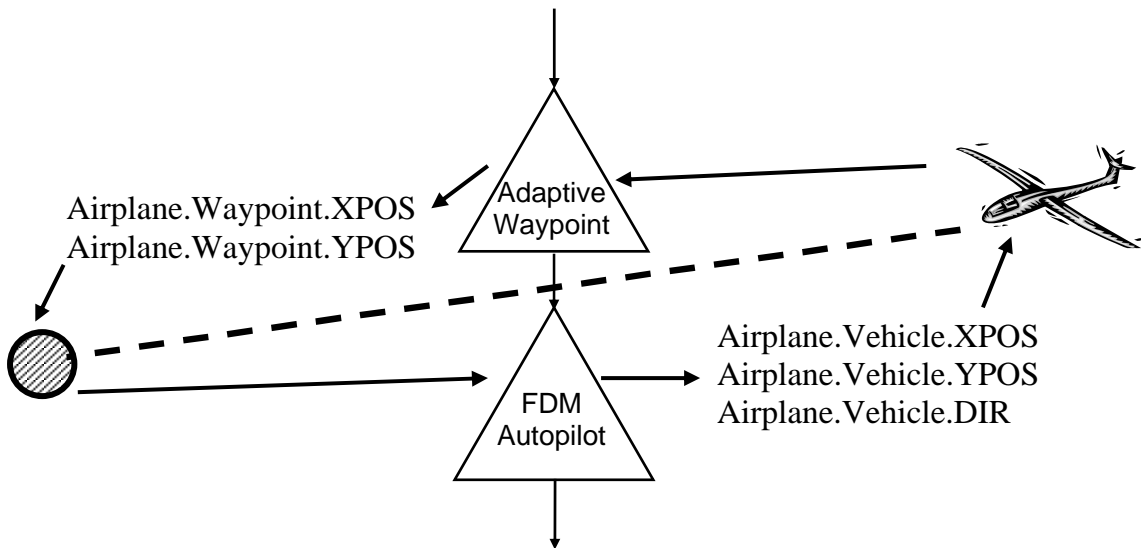 Adaptive
Waypoint
Airplane.Waypoint.XPOS
Airplane.Waypoint.YPOS
Airplane.Vehicle.XPOS
Airplane.Vehicle.YPOS
Airplane.Vehicle.DIR
FDM
Autopilot